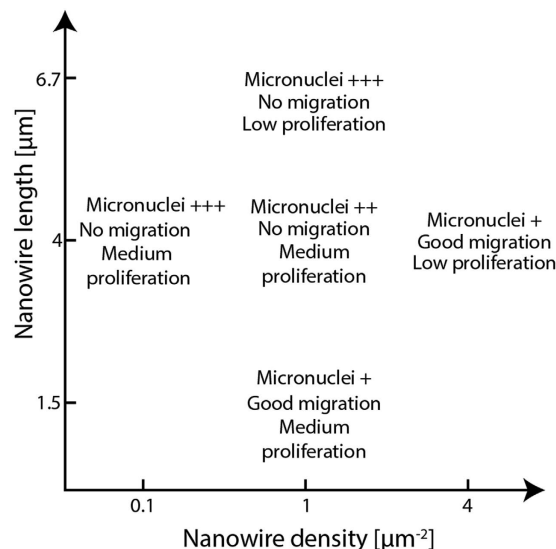 Nanowire length [µm]
6.7
4
1.5
Micronuclei +++
No migration
Low proliferation
Micronuclei +++
No migration
Medium
proliferation
Micronuclei ++
No migration
Medium
proliferation
Micronuclei +
Good migration
Low proliferation
Micronuclei +
Good migration
Medium
proliferation
0.1
1
4
Nanowire density [µm⁻²]